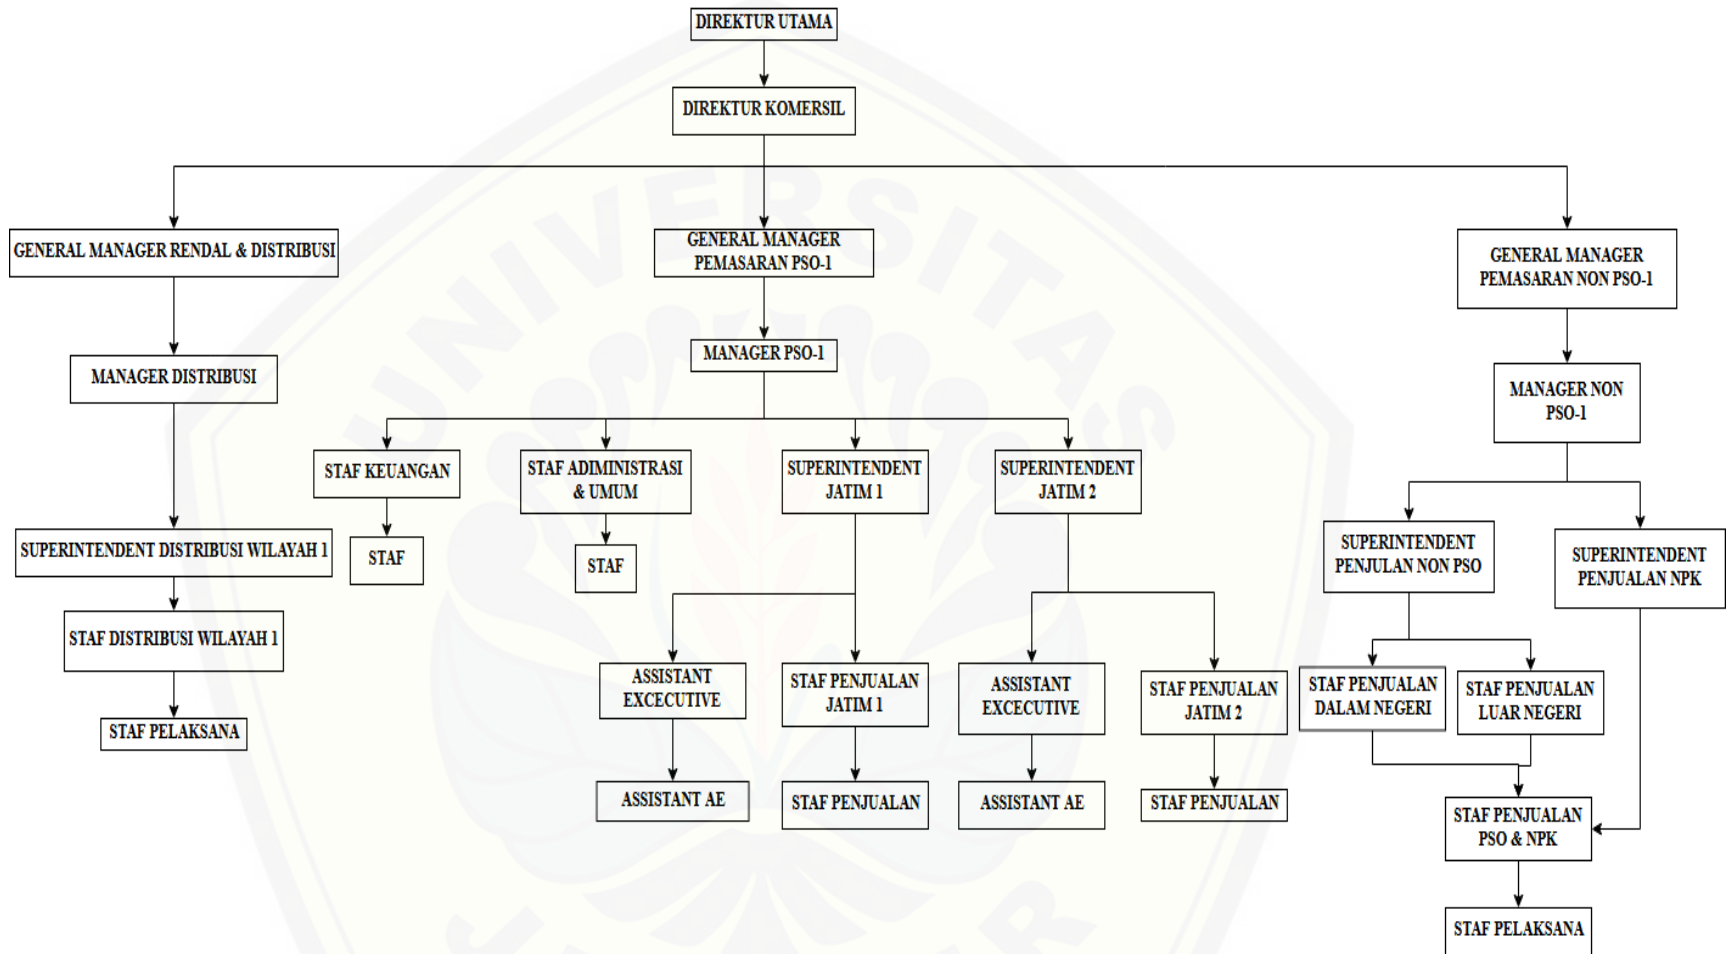 DIREKTUR UTAMA
DIREKTUR KOMERSIL
GENERAL MANAGER RENDAL & DISTRIBUSI
GENERAL MANAGER
PEMASARAN PSO-1
GENERAL MANAGER
PEMASARAN NON PSO-1
MANAGER DISTRIBUSI
MANAGER PSO-1
MANAGER NON
PSO-1
STAF KEUANGAN
STAF ADIMINISTRASI
& UMUM
SUPERINTENDENT
JATIM 1
SUPERINTENDENT
JATIM 2
SUPERINTENDENT DISTRIBUSI WILAYAH 1
STAF
STAF
SUPERINTENDENT
PENJULAN NON PSO
SUPERINTENDENT
PENJUALAN NPK
STAF DISTRIBUSI WILAYAH 1
ASSISTANT
EXCECUTIVE
STAF PENJUALAN
JATIM 1
ASSISTANT
EXCECUTIVE
STAF PENJUALAN
JATIM 2
STAF PENJUALAN
DALAM NEGERI
STAF PENJUALAN
LUAR NEGERI
STAF PELAKSANA
ASSISTANT AE
STAF PENJUALAN
ASSISTANT AE
STAF PENJUALAN
STAF PENJUALAN
PSO & NPK
STAF PELAKSANA
UNIVERSITAS